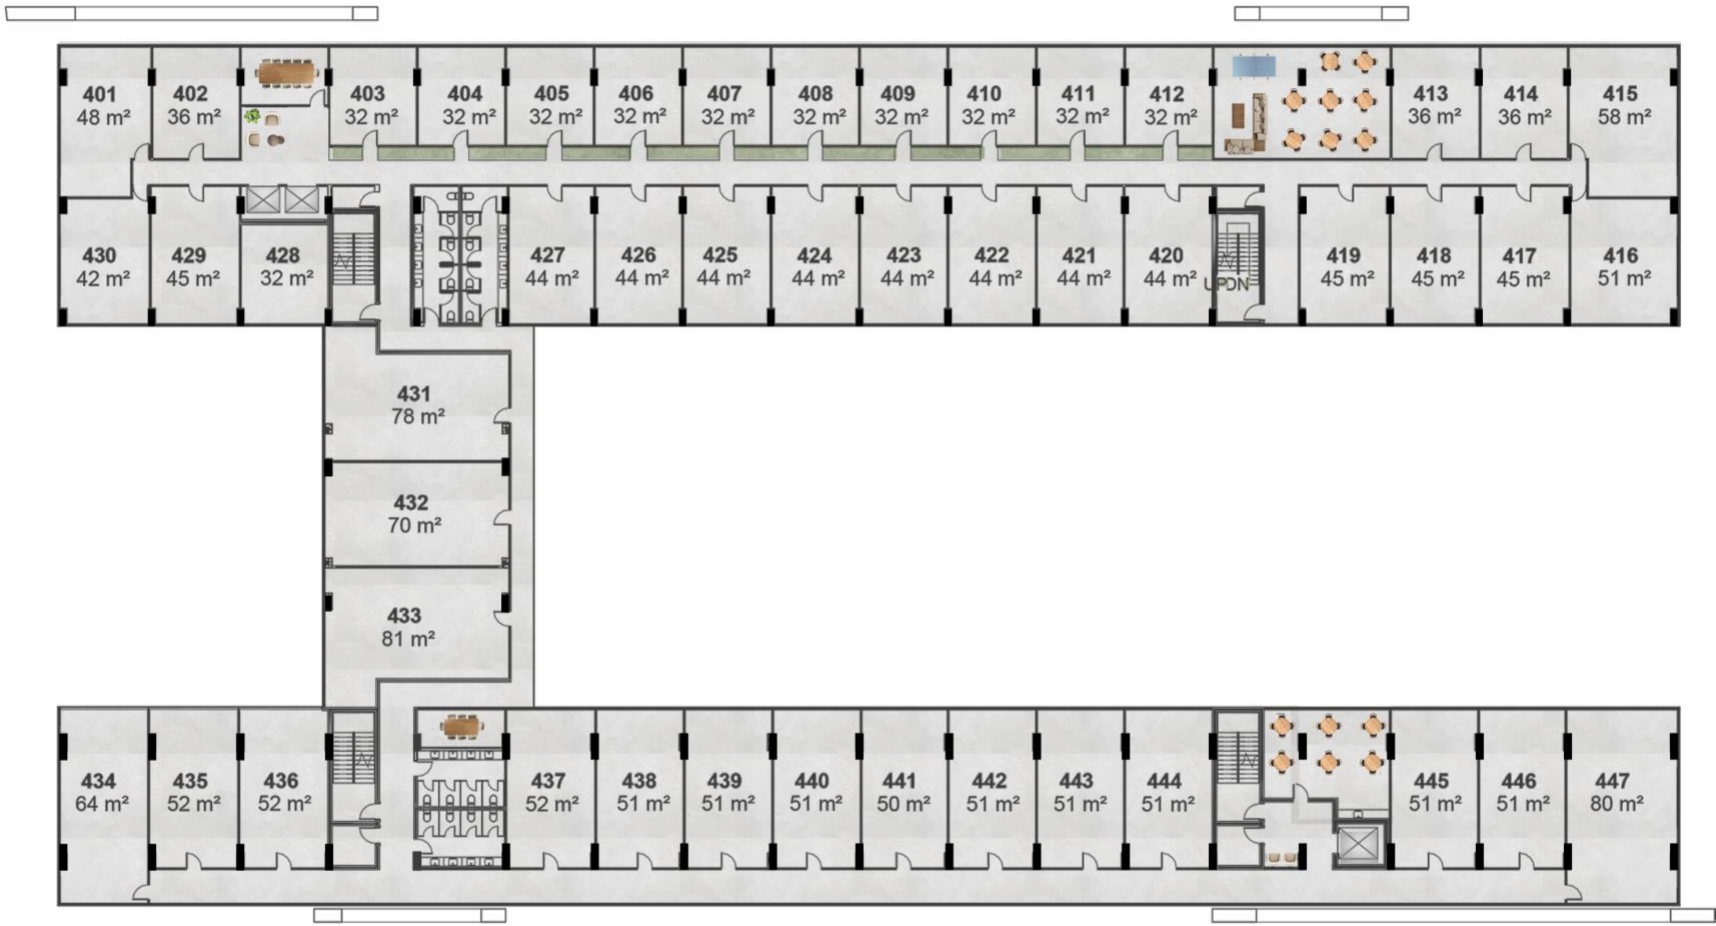 401
48 m²
402
36 m²
403
32 m²
404
32 m²
405
32 m²
406
32 m²
407
32 m²
408
32 m²
409
32 m²
410
32 m²
411
32 m²
412
32 m²
413
36 m²
414
36 m²
415
58 m²
430
42 m²
429
45 m²
428
32 m²
427
44 m²
426
44 m²
425
44 m²
424
44 m²
423
44 m²
422
44 m²
421
44 m²
420
44 m²
UPDN
419
45 m²
418
45 m²
417
45 m²
416
51 m²
431
78 m²
432
70 m²
433
81 m²
434
64 m²
435
52 m²
436
52 m²
437
52 m²
438
51 m²
439
51 m²
440
51 m²
441
50 m²
442
51 m²
443
51 m²
444
51 m²
445
51 m²
446
51 m²
447
80 m²